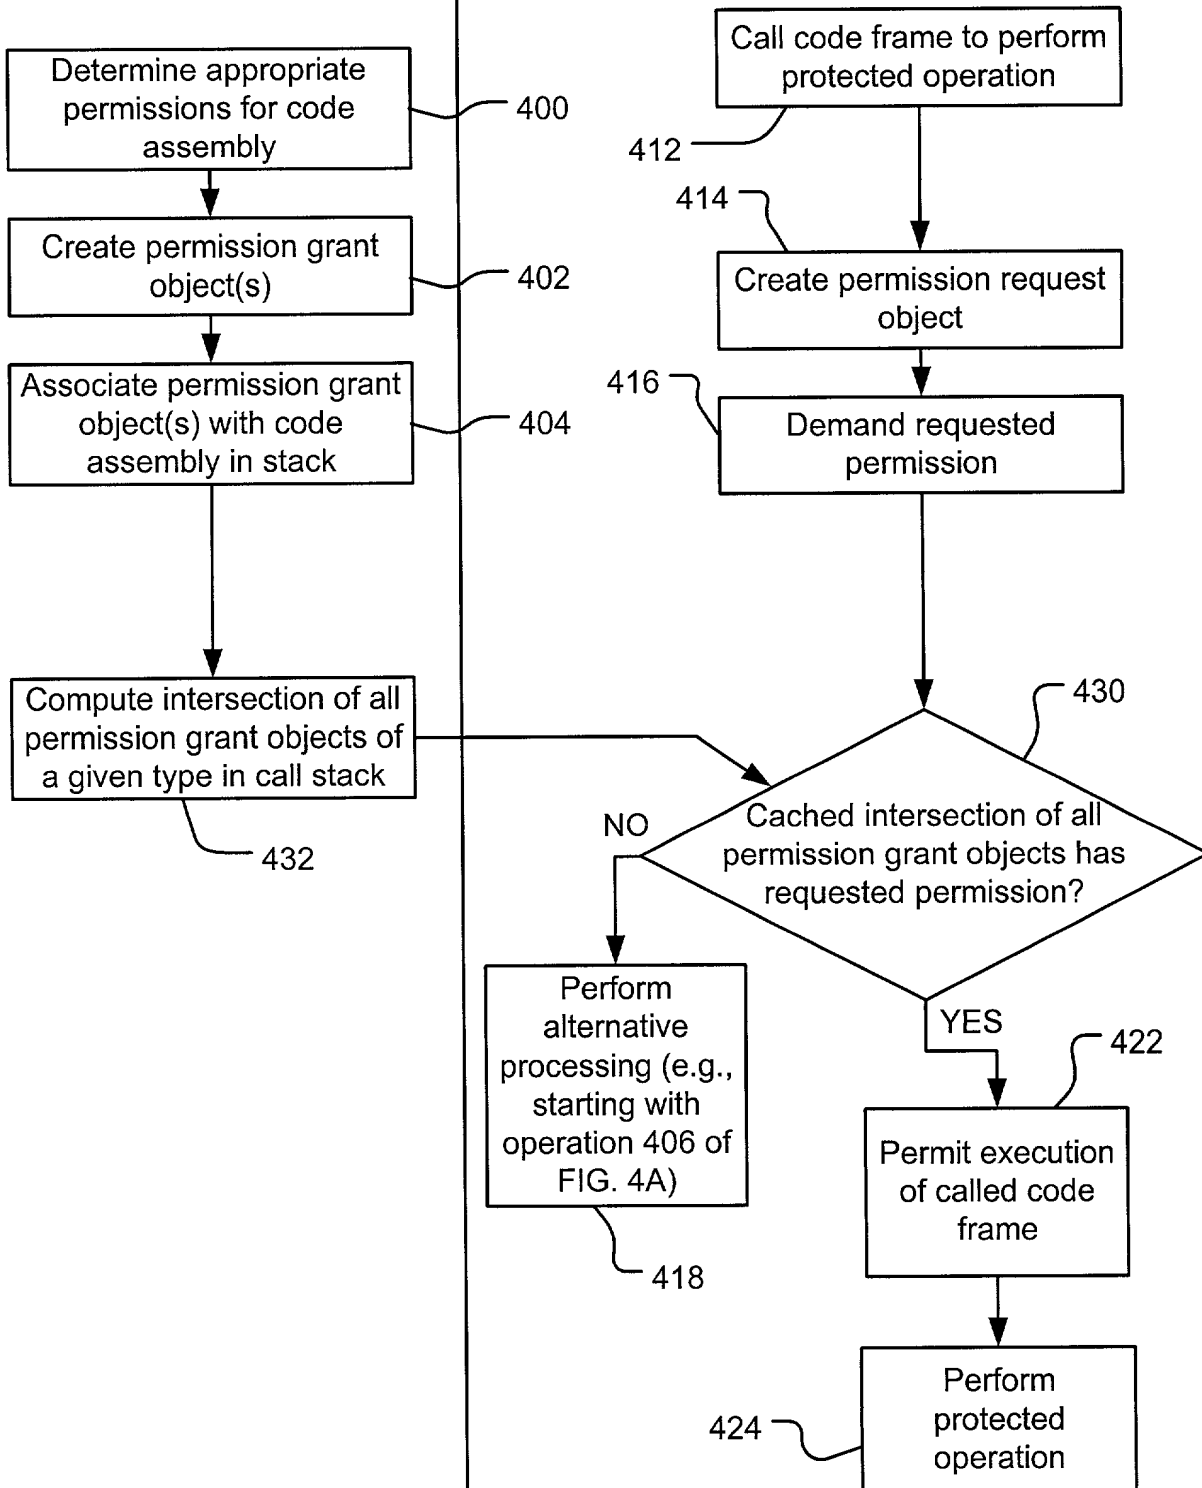 Determine appropriate
permissions for code
assembly
400
Create permission grant
object(s)
402
Associate permission grant
object(s) with code
assembly in stack
404
Compute intersection of all
permission grant objects of
a given type in call stack
432
Call code frame to perform
protected operation
412
414
Create permission request
object
416
Demand requested
permission
430
Cached intersection of all
permission grant objects has
requested permission?
NO
YES
Perform
alternative
processing (e.g.,
starting with
operation 406 of
FIG. 4A)
418
422
Permit execution
of called code
frame
Perform
protected
operation
424